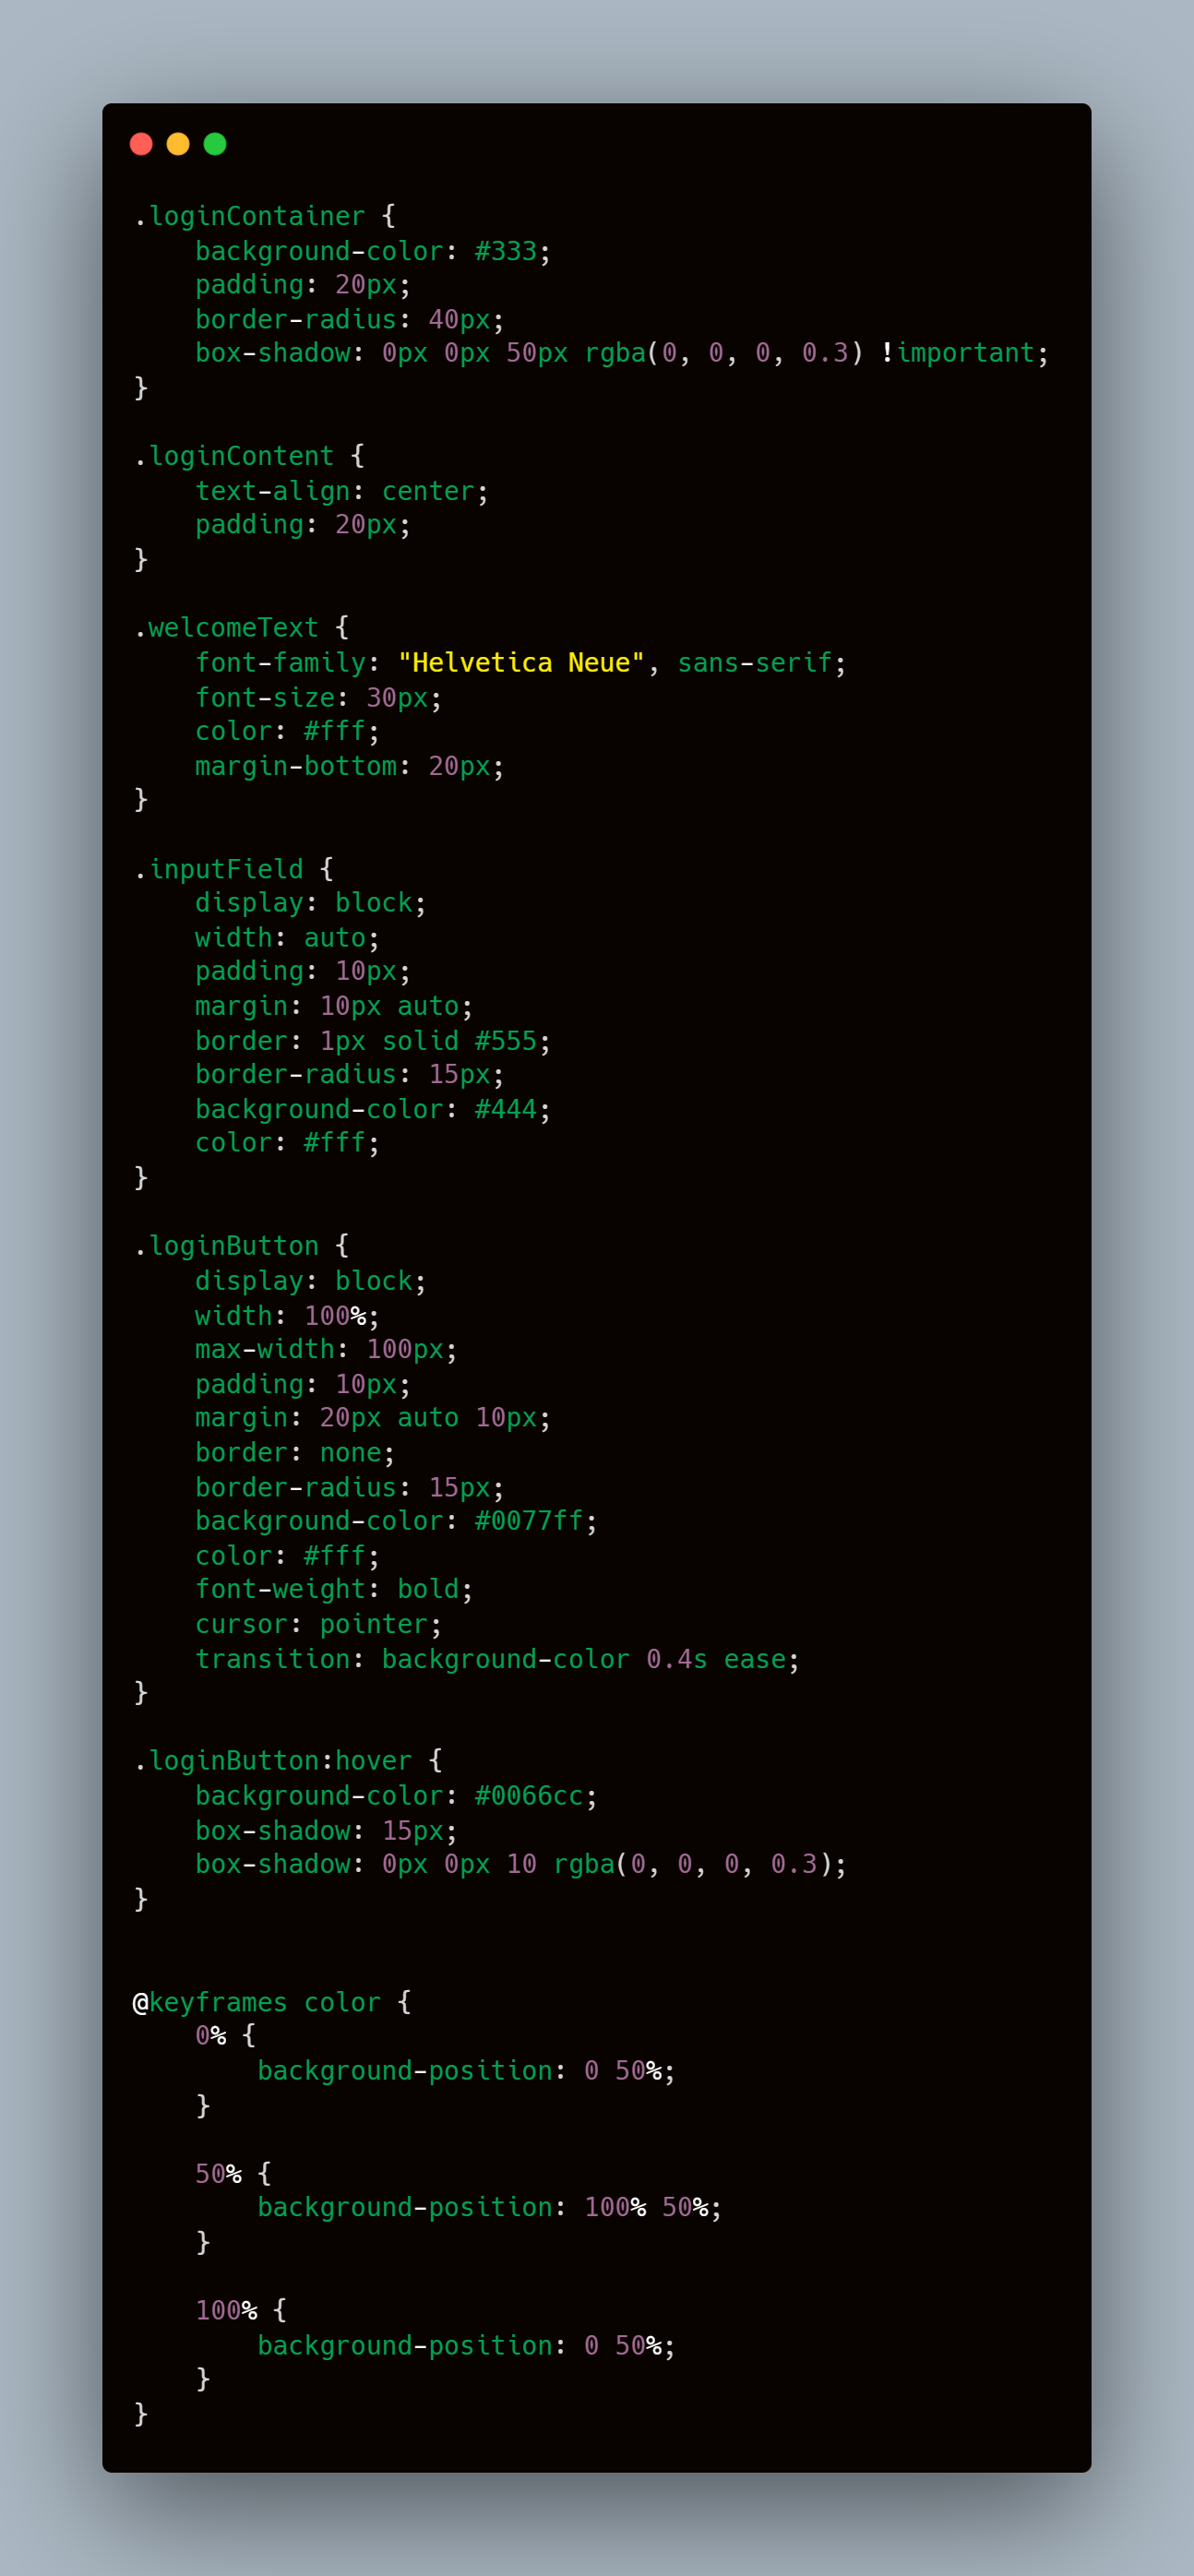 .loginContainer {
    background-color: #333;
    padding: 20px;
    border-radius: 40px;
    box-shadow: 0px 0px 50px rgba(0, 0, 0, 0.3) !important;
}

.loginContent {
    text-align: center;
    padding: 20px;
}

.welcomeText {
    font-family: "Helvetica Neue", sans-serif;
    font-size: 30px;
    color: #fff;
    margin-bottom: 20px;
}

.inputField {
    display: block;
    width: auto;
    padding: 10px;
    margin: 10px auto;
    border: 1px solid #555;
    border-radius: 15px;
    background-color: #444;
    color: #fff;
}

.loginButton {
    display: block;
    width: 100%;
    max-width: 100px;
    padding: 10px;
    margin: 20px auto 10px;
    border: none;
    border-radius: 15px;
    background-color: #0077ff;
    color: #fff;
    font-weight: bold;
    cursor: pointer;
    transition: background-color 0.4s ease;
}

.loginButton:hover {
    background-color: #0066cc;
    box-shadow: 15px;
    box-shadow: 0px 0px 10 rgba(0, 0, 0, 0.3);
}


@keyframes color {
    0% {
        background-position: 0 50%;
    }

    50% {
        background-position: 100% 50%;
    }

    100% {
        background-position: 0 50%;
    }
}